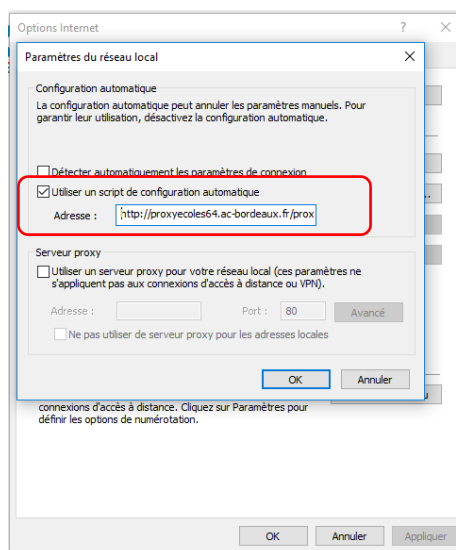 Options Internet
Paramètres du réseau local
Configuration automatique
La configuration automatique peut annuler les paramètres manuels. Pour
garantir leur utilisation, désactivez la configuration automatique.
Détecter automatiquement les paramètres de connexion
Utiliser un script de configuration automatique
Adresse : http://proxyecoles64.ac-bordeaux.fr/prox
Serveur proxy
Utiliser un serveur proxy pour votre réseau local (ces paramètres ne
s'appliquent pas aux connexions d'accès à distance ou VPN).
Adresse : Port : 80 Avancé
Ne pas utiliser de serveur proxy pour les adresses locales
OK Annuler
connexions d'accès à distance. Cliquez sur Paramètres pour
définir les options de numérotation.
OK Annuler Appliquer